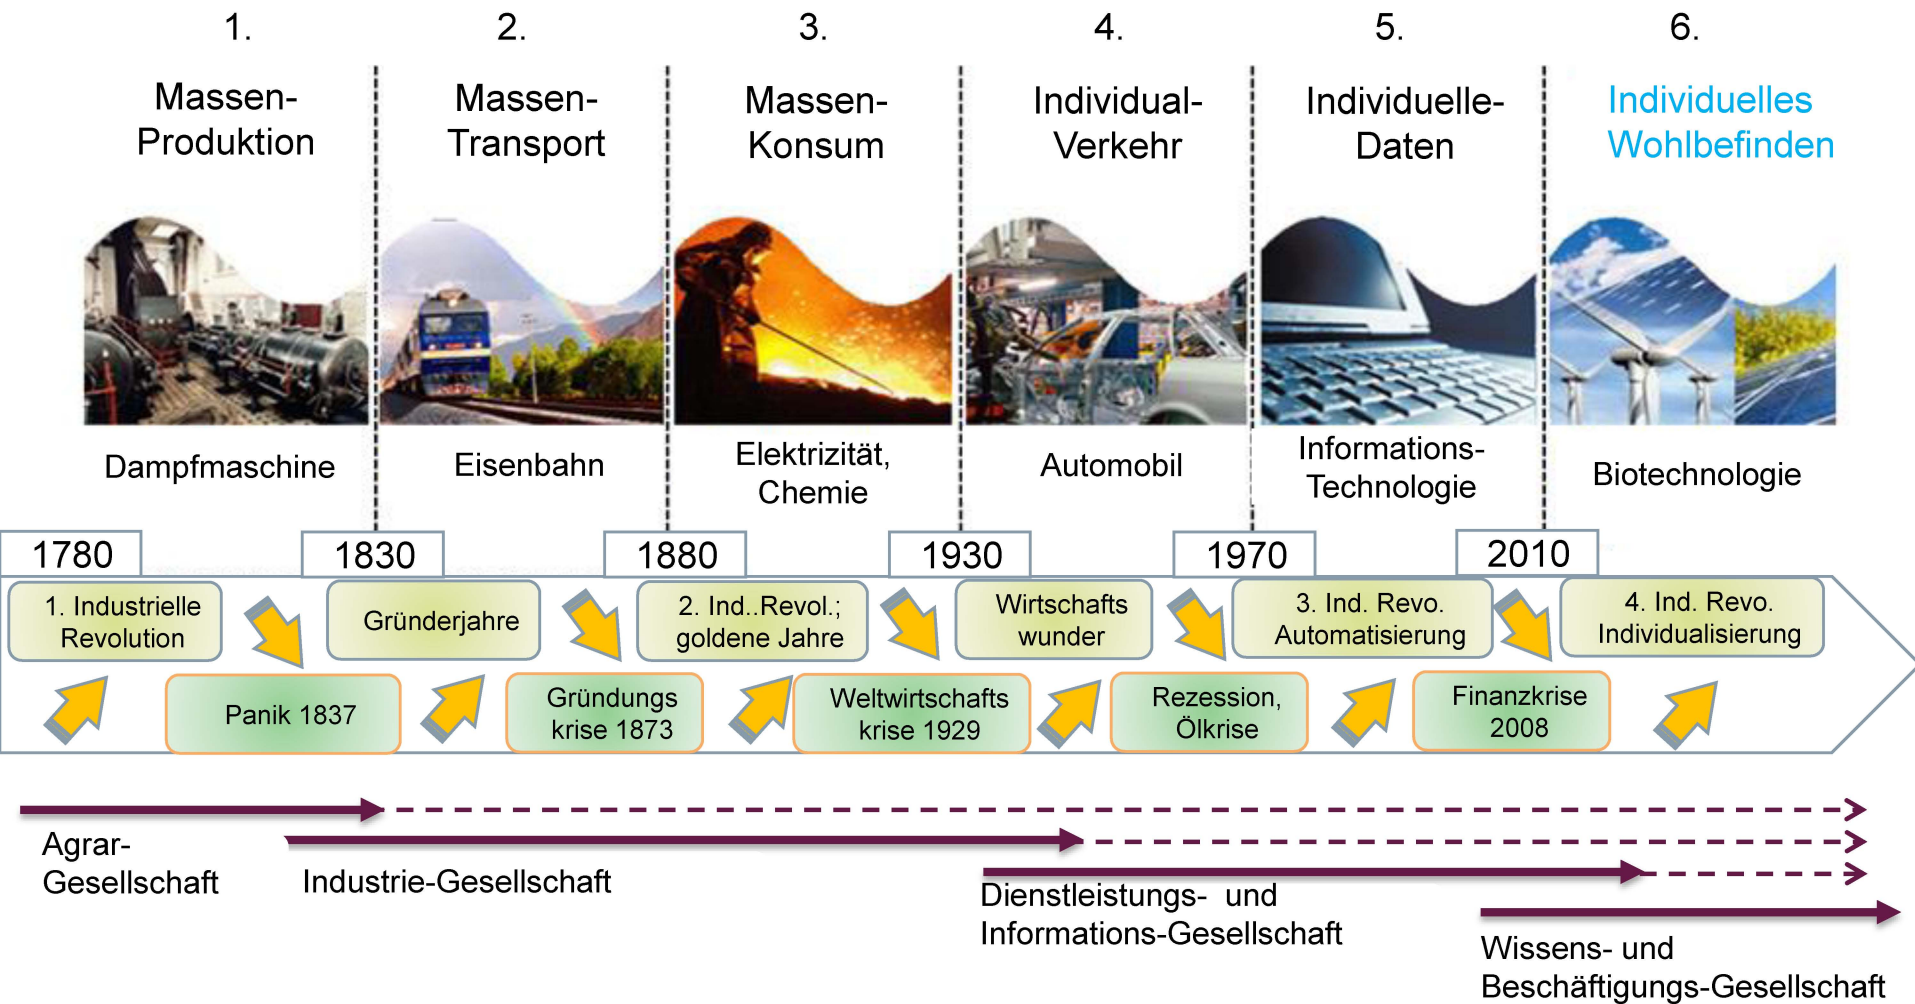 1.
2.
3.
4.
5.
6.
Massen-
Produktion
Massen-
Transport
Massen-
Konsum
Individual-
Verkehr
Individuelle-
Daten
Individuelles
Wohlbefinden
Dampfmaschine
Eisenbahn
Elektrizität,
Chemie
Automobil
Informations-
Technologie
Biotechnologie
1780
1830
1880
1930
1970
2010
1. Industrielle
Revolution
Gründerjahre
2. Ind..Revol.;
goldene Jahre
Wirtschafts
wunder
3. Ind. Revo.
Automatisierung
4. Ind. Revo.
Individualisierung
Panik 1837
Gründungs
krise 1873
Weltwirtschafts
krise 1929
Rezession,
Ölkrise
Finanzkrise
2008
Agrar-
Gesellschaft
Industrie-Gesellschaft
Dienstleistungs- und
Informations-Gesellschaft
Wissens- und
Beschäftigungs-Gesellschaft